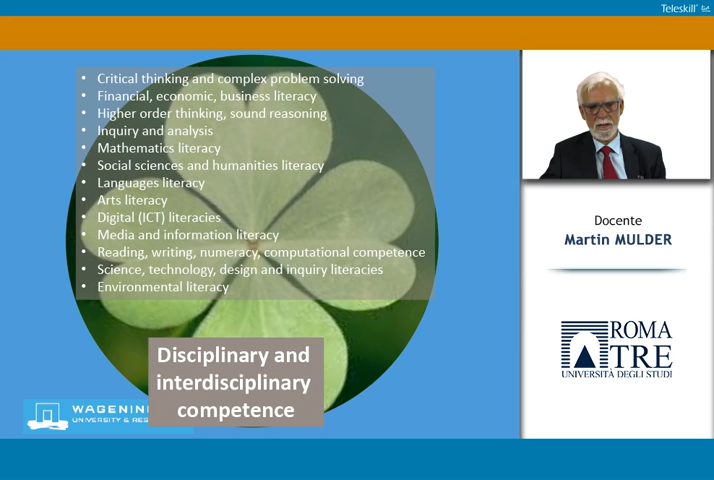 Teleskill
• Critical thinking and complex problem solving
• Financial, economic, business literacy
• Higher order thinking, sound reasoning
• Inquiry and analysis
• Mathematics literacy
• Social sciences and humanities literacy
• Languages literacy
• Arts literacy
• Digital (ICT) literacies
• Media and information literacy
• Reading, writing, numeracy, computational competence
• Science, technology, design and inquiry literacies
• Environmental literacy
Disciplinary and
interdisciplinary
competence
WAGENIN
UNIVERSITY & RES
Docente
Martin MULDER
ROMA
TRE
UNIVERSITÀ DEGLI STUDI